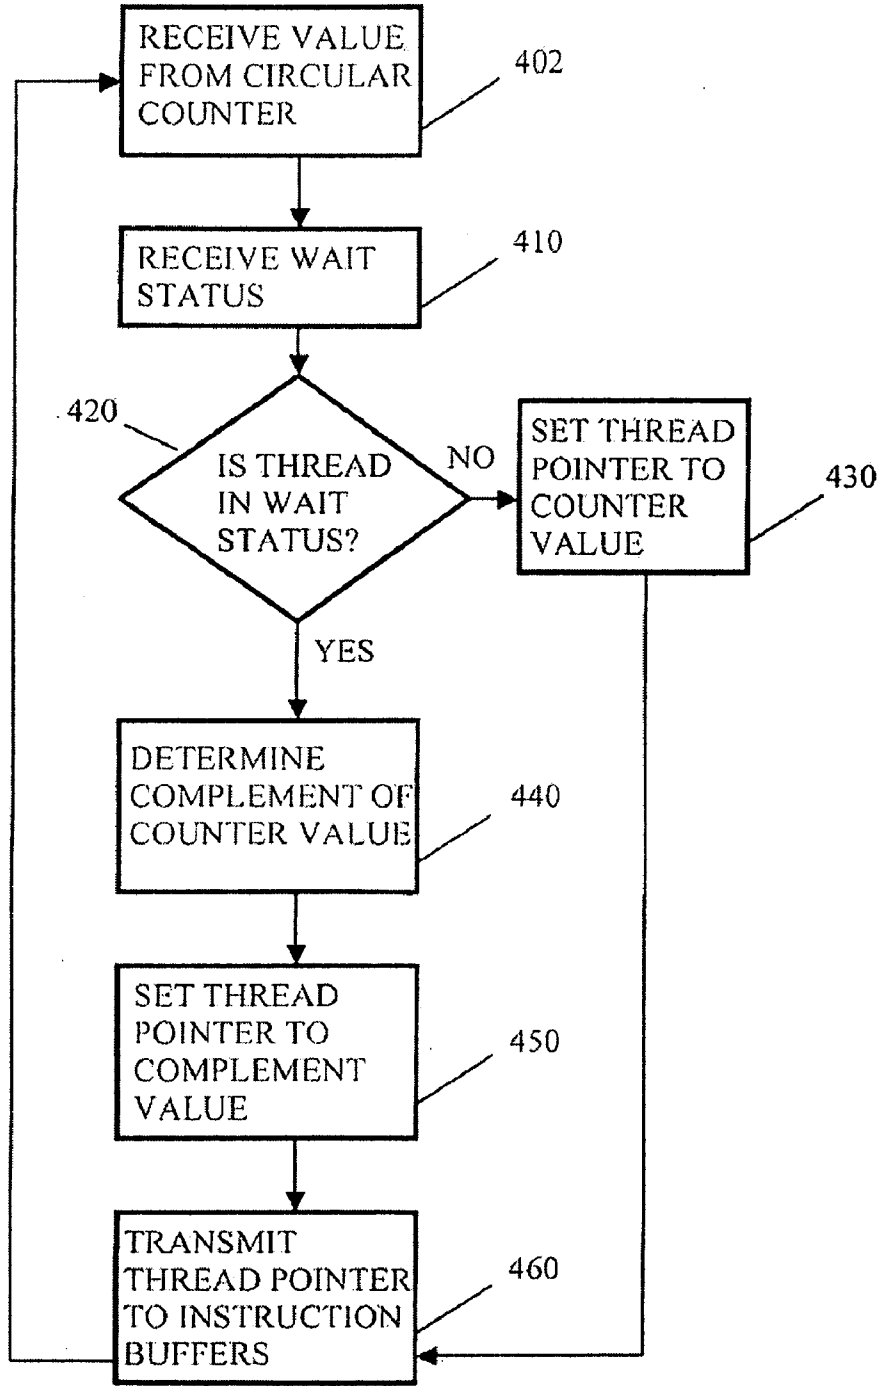 RECEIVE VALUE
FROM CIRCULAR
COUNTER
402
RECEIVE WAIT
STATUS
410
420
IS THREAD
IN WAIT
STATUS?
NO
SET THREAD
POINTER TO
COUNTER
VALUE
430
YES
DETERMINE
COMPLEMENT OF
COUNTER VALUE
440
SET THREAD
POINTER TO
COMPLEMENT
VALUE
450
TRANSMIT
THREAD POINTER
TO INSTRUCTION
BUFFERS
460